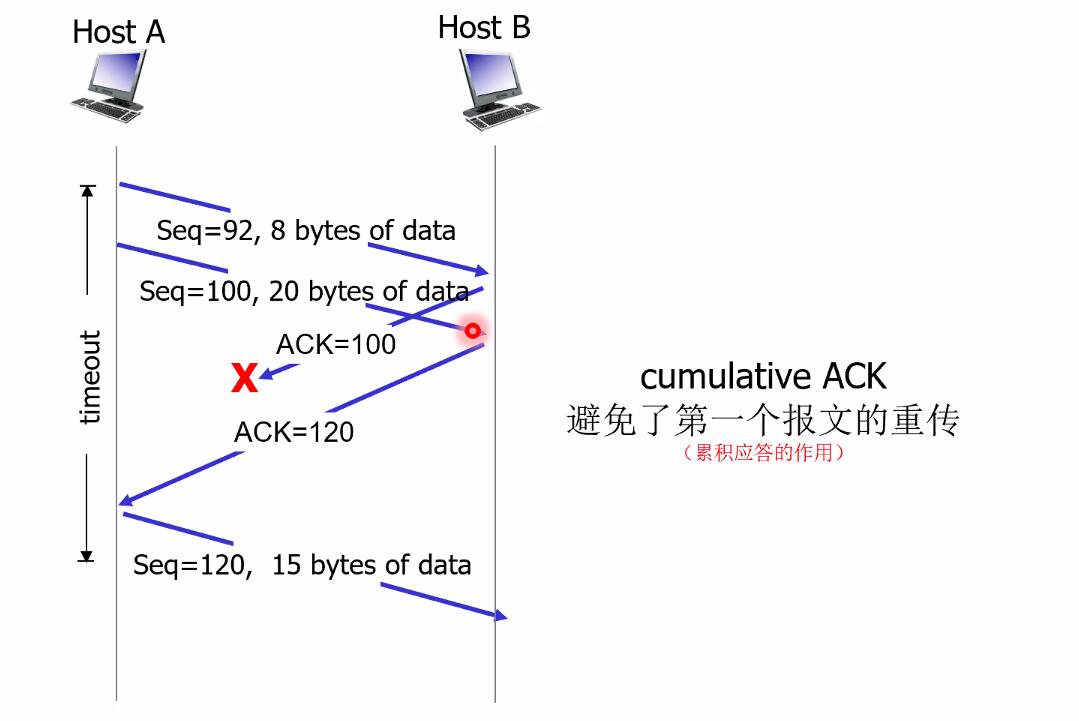 Host A
Host B
Seq=92, 8 bytes of data
Seq=100, 20 bytes of data
ACK=100
X
timeout
cumulative ACK
避免了第一个报文的重传
（累积应答的作用）
ACK=120
Seq=120, 15 bytes of data